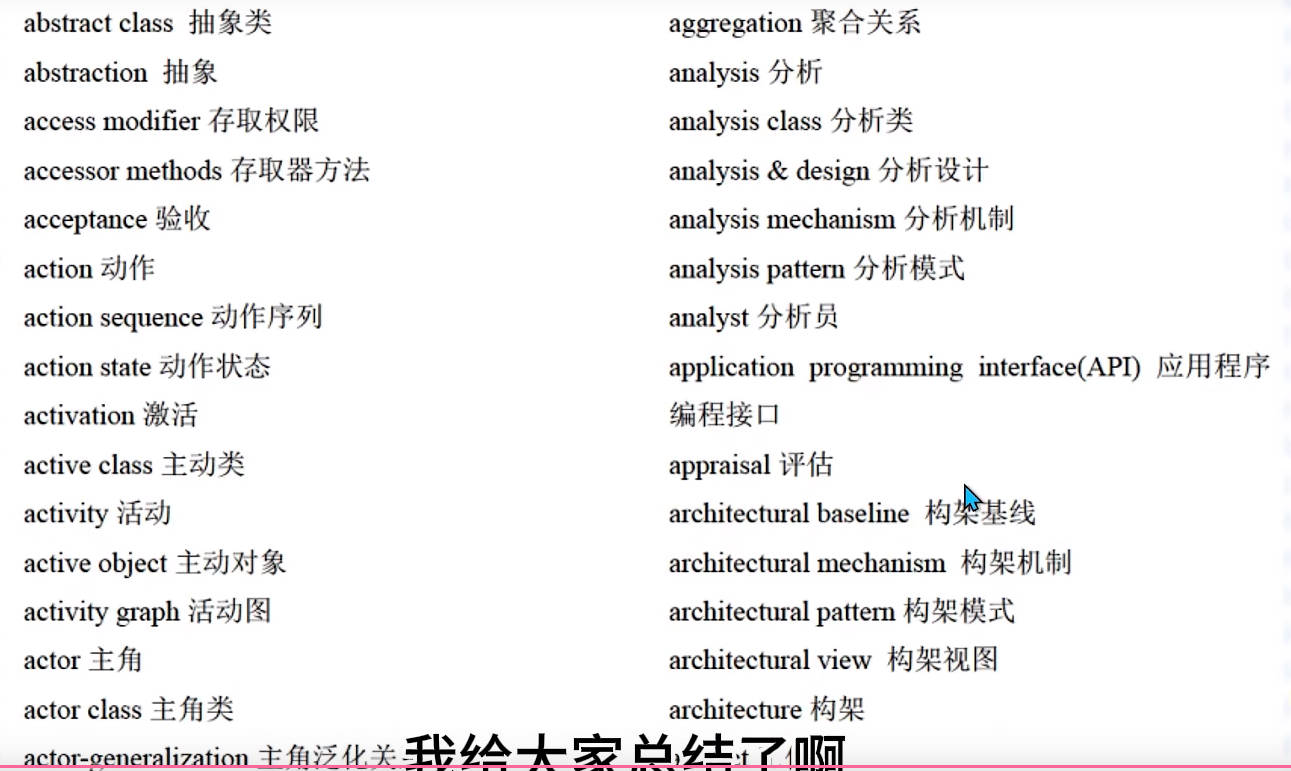 abstract class 抽象类
abstraction 抽象
access modifier 存取权限
accessor methods 存取器方法
acceptance 验收
action 动作
action sequence 动作序列
action state 动作状态
activation 激活
active class 主动类
activity 活动
active object 主动对象
activity graph 活动图
actor 主角
actor class 主角类
actor-generalization 主角泛化关
aggregation 聚合关系
analysis 分析
analysis class 分析类
analysis & design 分析设计
analysis mechanism 分析机制
analysis pattern 分析模式
analyst 分析员
application programming interface(API) 应用程序
编程接口
appraisal 评估
architectural baseline 构架基线
architectural mechanism 构架机制
architectural pattern 构架模式
architectural view 构架视图
architecture 构架
我给大家总结了啊